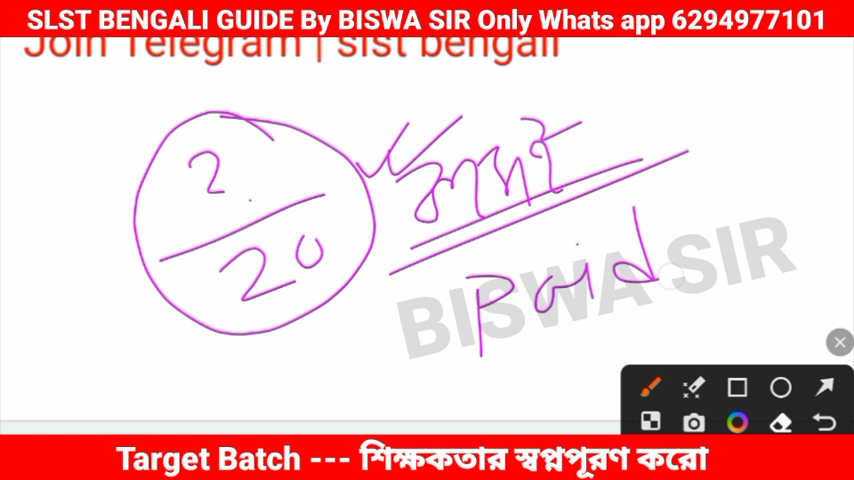 SLST BENGALI GUIDE By BISWA SIR Only Whats app 6294977101
Join Telegram | slst bengali
2
20
paid
BISWA SIR
Target Batch --- শিক্ষকতার স্বপ্নপূরণ করো